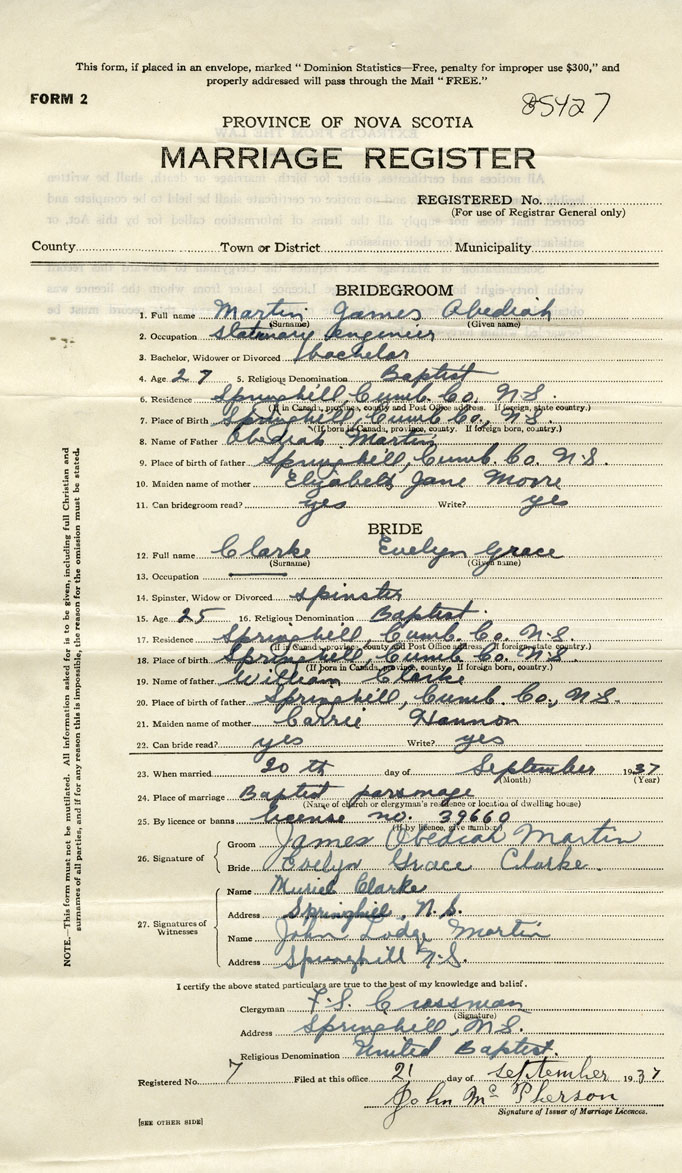 This form, if placed in an envelope, marked "Dominion Statistics—Free, penalty for improper use $300," and
properly addressed will pass through the Mail "FREE."
FORM 2
85427
PROVINCE OF NOVA SCOTIA
MARRIAGE REGISTER
REGISTERED No.
(For use of Registrar General only)
County Town or District Municipality
BRIDEGROOM
1. Full name Martin James Obediah
(Surname) (Given name)
2. Occupation Stationary Engineer
3. Bachelor, Widower or Divorced bachelor
4. Age 27 5. Religious Denomination Baptist
6. Residence Springhill, Cumb. Co. N.S.
(If in Canada, province, county and Post Office address. If foreign, state country.)
7. Place of Birth Springhill, Cumb. Co., N.S.
(If born in Canada, province, county. If foreign born, country.)
8. Name of Father Obediah Martin
9. Place of birth of father Springhill, Cumb. Co. N.S.
10. Maiden name of mother Elizabeth Jane Moore
11. Can bridegroom read? yes Write? yes
BRIDE
12. Full name Clarke Evelyn Grace
(Surname) (Given name)
13. Occupation —
14. Spinster, Widow or Divorced spinster
15. Age 25 16. Religious Denomination Baptist
17. Residence Springhill, Cumb. Co. N.S.
(If in Canada, province, county and Post Office address. If foreign, state country.)
18. Place of birth Springhill, Cumb. Co. N.S.
(If born in Canada, province, county. If foreign born, country.)
19. Name of father William Clarke
20. Place of birth of father Springhill, Cumb. Co., N.S.
21. Maiden name of mother Carrie Hannon
22. Can bride read? yes Write? yes
23. When married 20th day of September 1937
(Month) (Year)
24. Place of marriage Baptist parsonage
(Name of church or clergyman's residence or location of dwelling house)
25. By licence or banns license no. 39660
(If by licence, give number)
26. Signature of
Groom James Obediah Martin
Bride Evelyn Grace Clarke
27. Signatures of Witnesses
Name Muriel Clarke
Address Springhill, N.S.
Name John Lodge Martin
Address Springhill N.S.
I certify the above stated particulars are true to the best of my knowledge and belief.
Clergyman F.S. Crossman
(Signature)
Address Springhill, N.S.
Religious Denomination United Baptist.
Registered No. 7 Filed at this office 21 day of September 1937
John McPherson
Signature of Issuer of Marriage Licences.
[SEE OTHER SIDE]
NOTE.—This form must not be mutilated. All information asked for is to be given, including full Christian and
surnames of all parties, and if for any reason this is impossible, the reason for the omission must be stated.